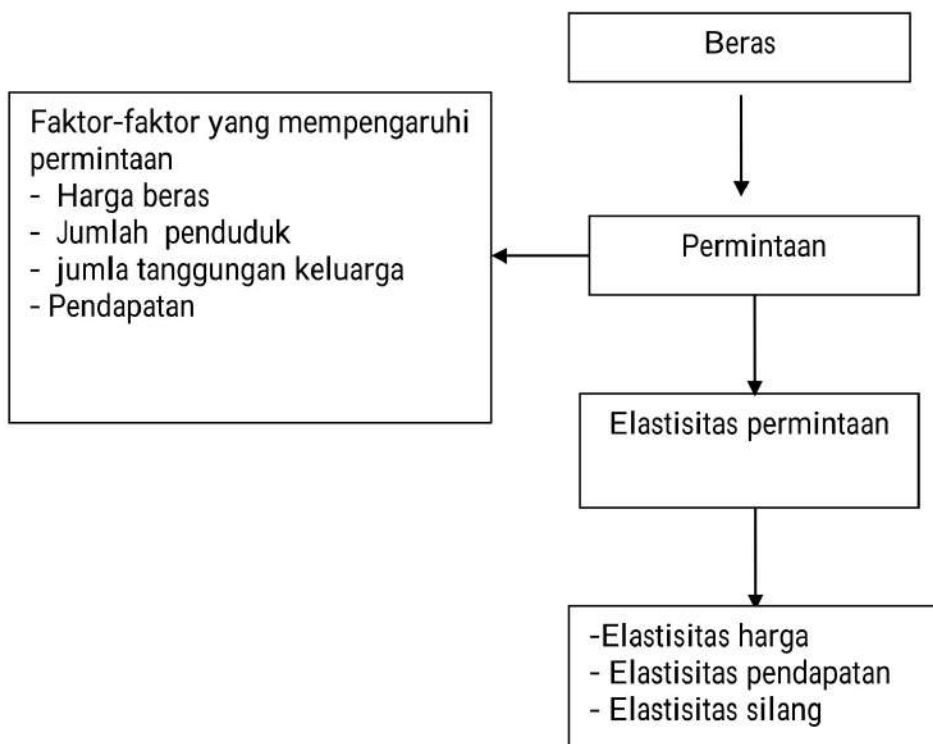 Beras
Faktor-faktor yang mempengaruhi
permintaan
- Harga beras
- Jumlah penduduk
- jumla tanggungan keluarga
- Pendapatan
Permintaan
Elastisitas permintaan
-Elastisitas harga
- Elastisitas pendapatan
- Elastisitas silang